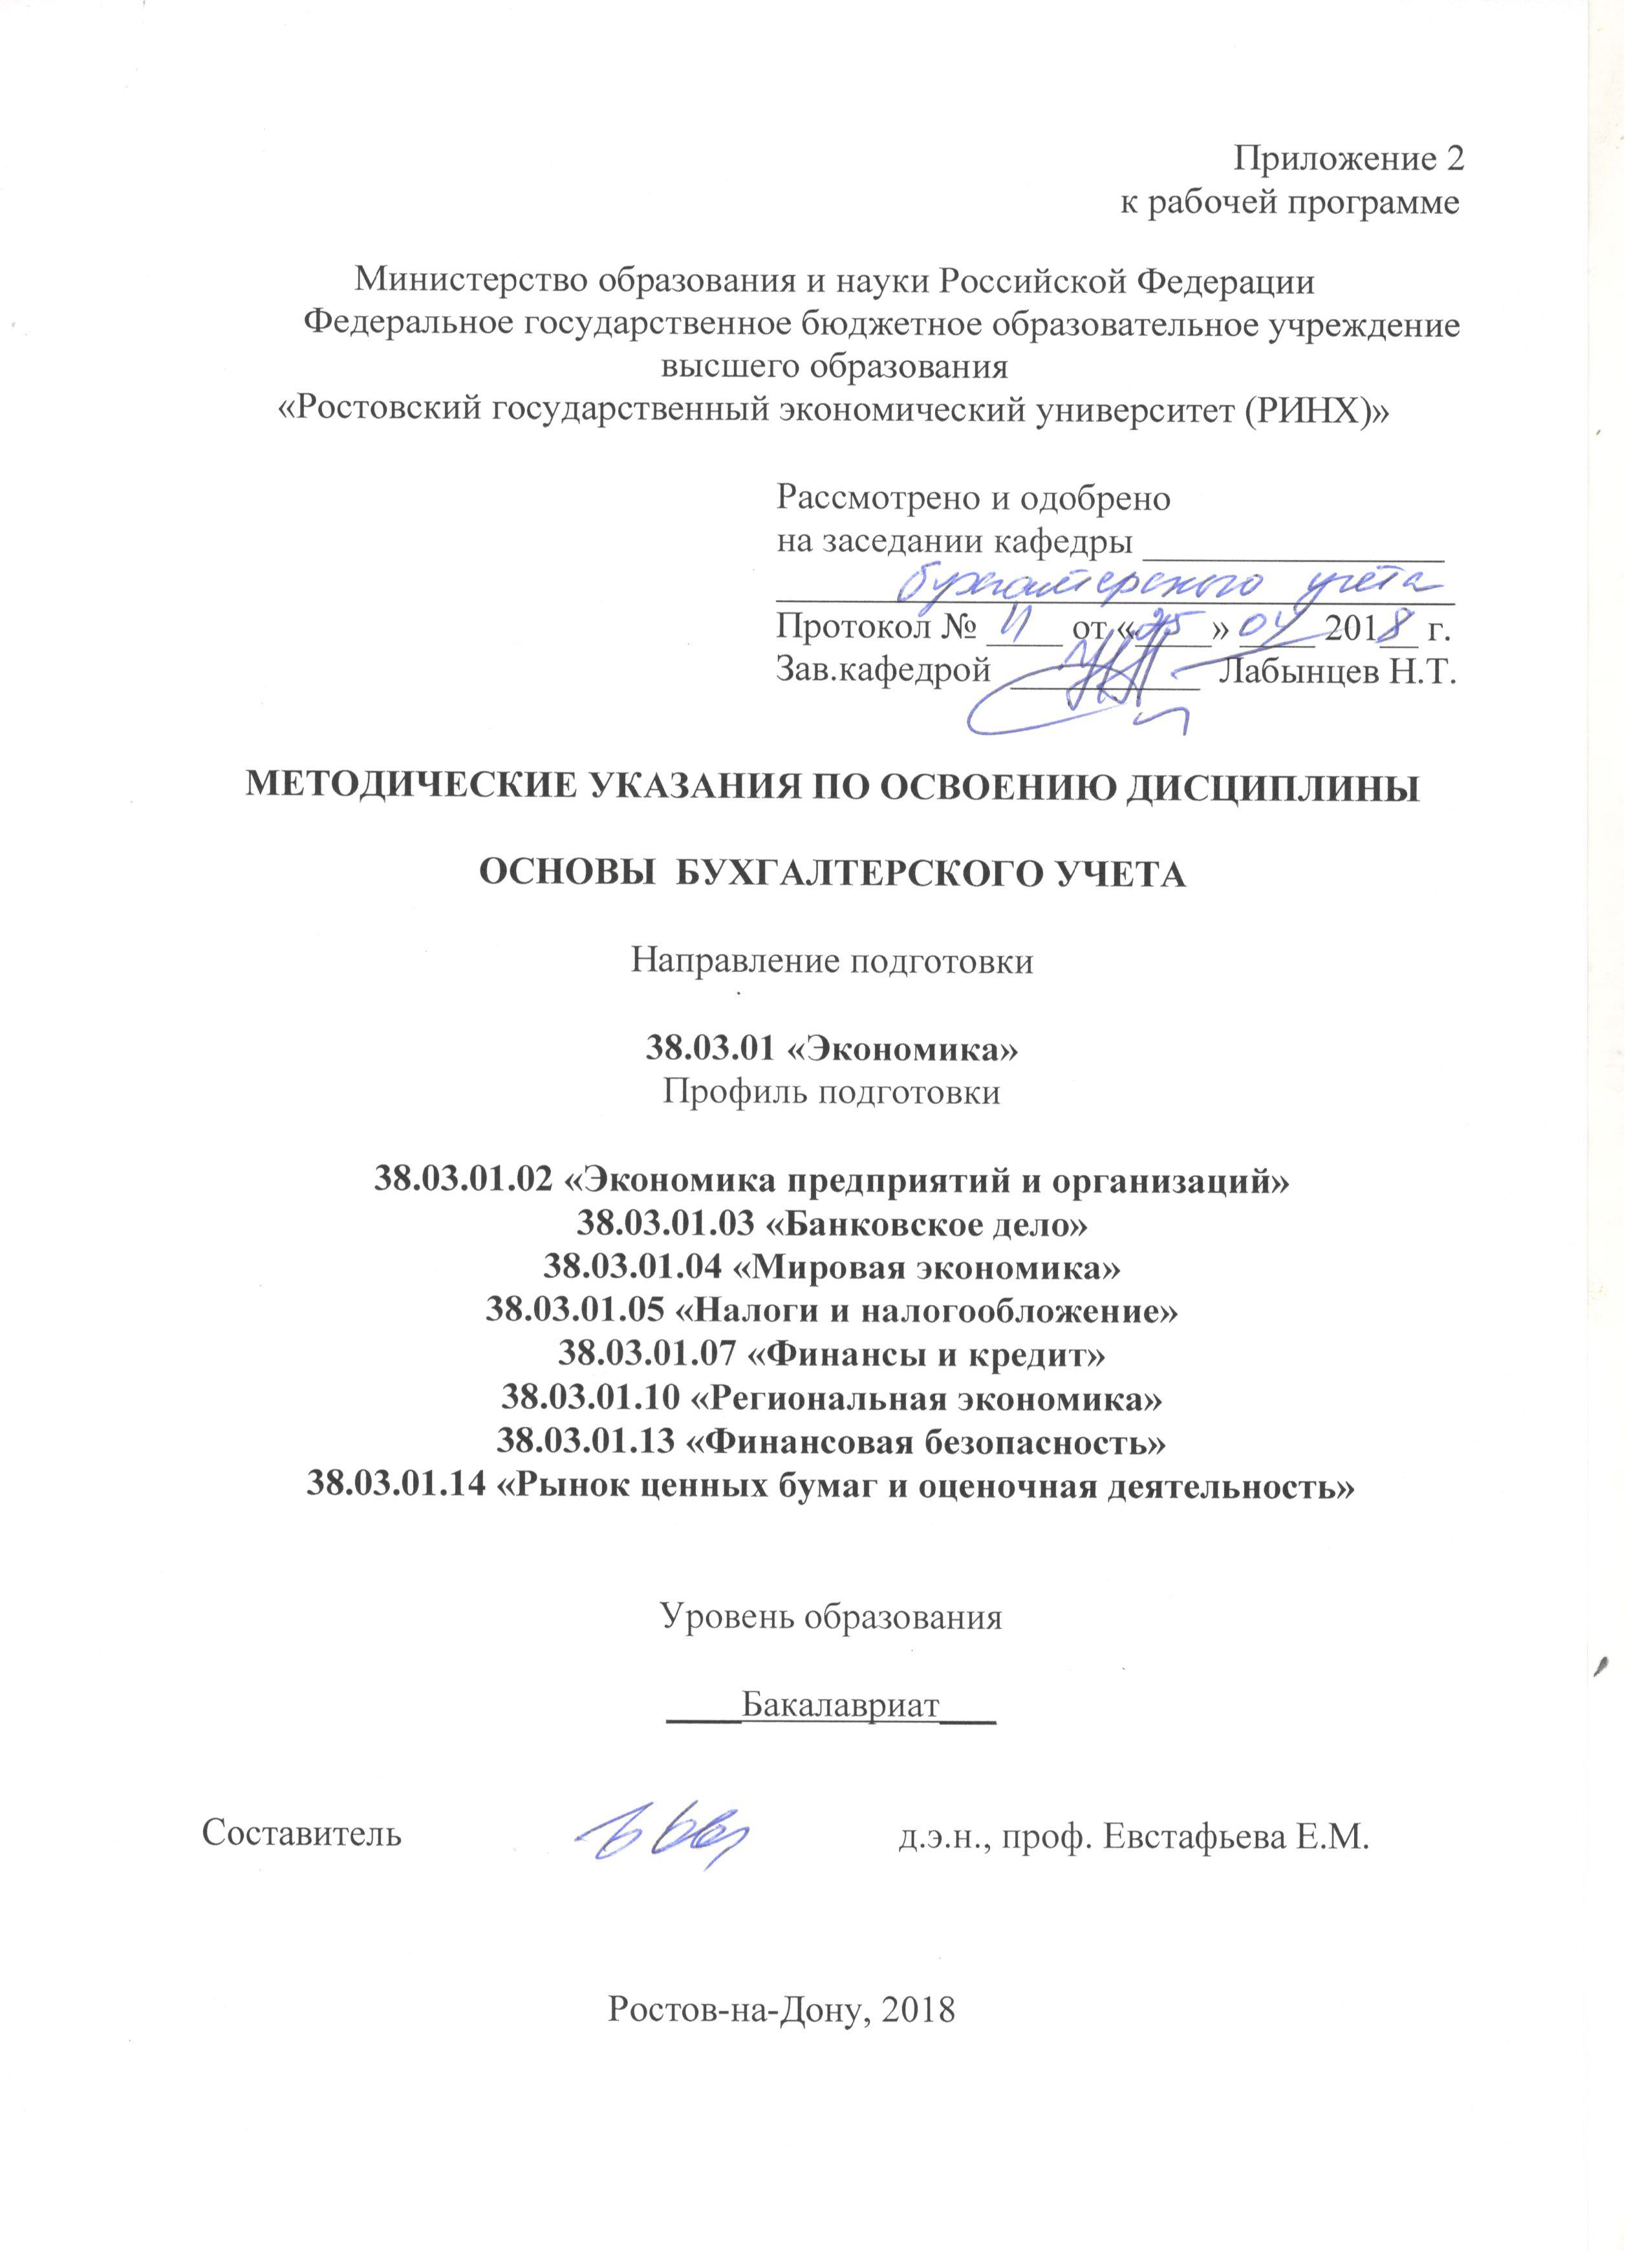 Приложение 2
к рабочей программе
Министерство образования и науки Российской Федерации
Федеральное государственное бюджетное образовательное учреждение
высшего образования
«Ростовский государственный экономический университет (РИНХ)»
Рассмотрено и одобрено
на заседании кафедры ________________
бухгалтерского учета
Протокол № 11 от «25» 04 2018 г.
Зав.кафедрой __________ Лабынцев Н.Т.
МЕТОДИЧЕСКИЕ УКАЗАНИЯ ПО ОСВОЕНИЮ ДИСЦИПЛИНЫ
ОСНОВЫ БУХГАЛТЕРСКОГО УЧЕТА
Направление подготовки
38.03.01 «Экономика»
Профиль подготовки
38.03.01.02 «Экономика предприятий и организаций»
38.03.01.03 «Банковское дело»
38.03.01.04 «Мировая экономика»
38.03.01.05 «Налоги и налогообложение»
38.03.01.07 «Финансы и кредит»
38.03.01.10 «Региональная экономика»
38.03.01.13 «Финансовая безопасность»
38.03.01.14 «Рынок ценных бумаг и оценочная деятельность»
Уровень образования
____Бакалавриат___
Составитель д.э.н., проф. Евстафьева Е.М.
Ростов-на-Дону, 2018